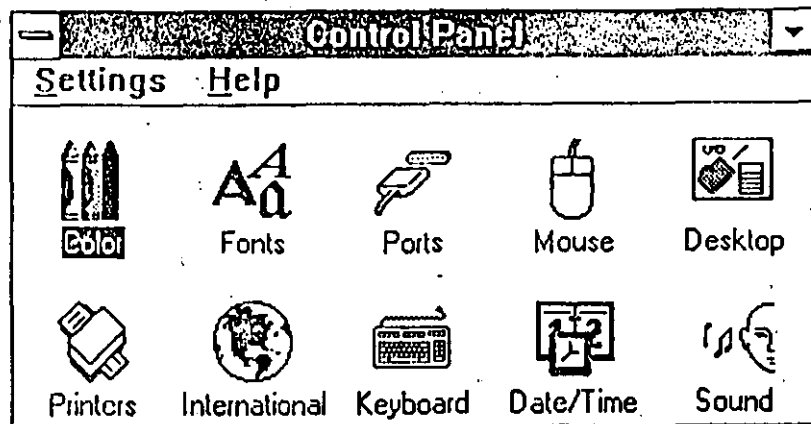 Control Panel
Settings Help
Color Fonts Ports Mouse Desktop
Printers International Keyboard Date/Time Sound